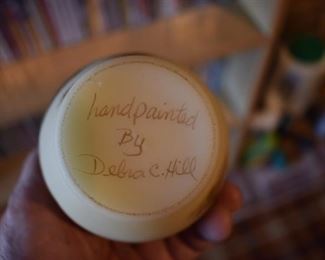 handpainted
By
Debra C. Hill